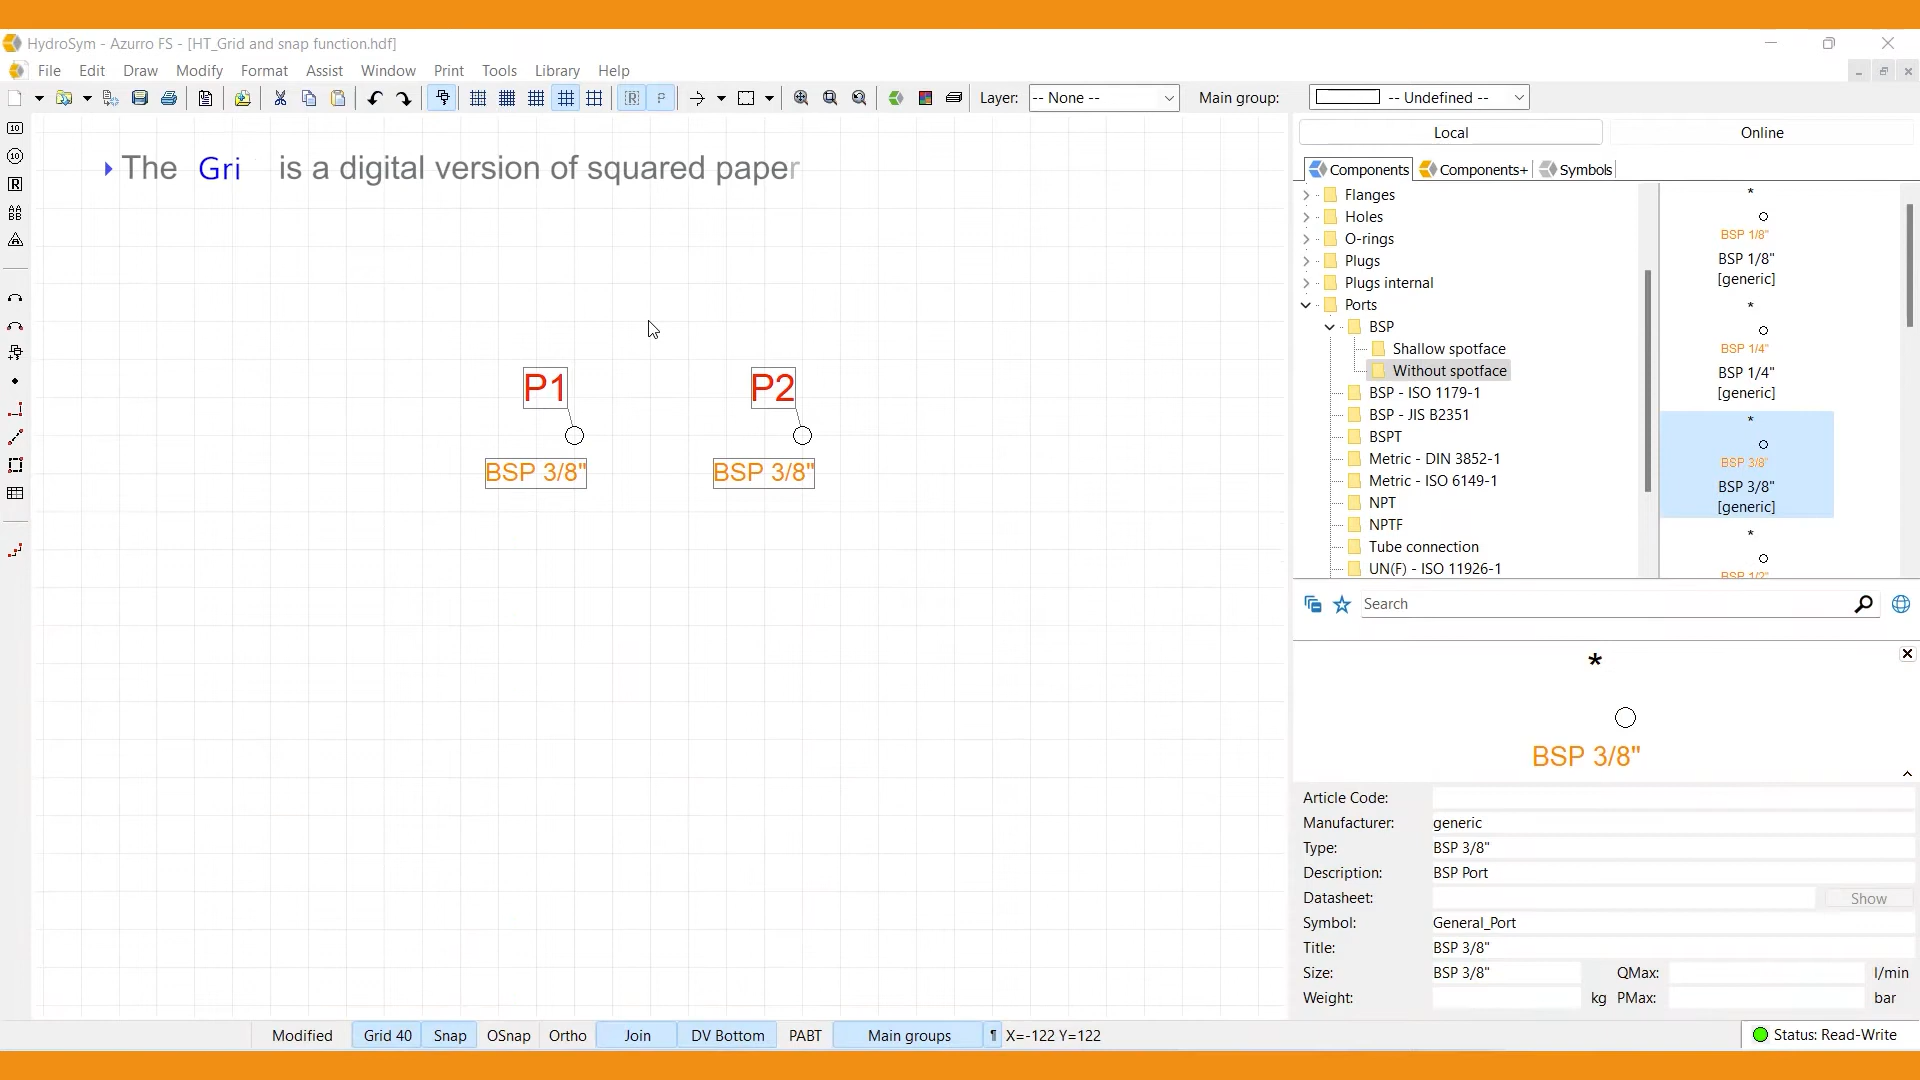 HydroSym - Azurro FS - [HT_Grid and snap function.hdf]
File Edit Draw Modify Format Assist Window Print Tools Library Help
R P Layer: -- None -- Main group: -- Undefined --
10
10
R
Local Online
Components Components+ Symbols
The Gri is a digital version of squared paper
Flanges
Holes
O-rings
Plugs
Plugs internal
Ports
BSP
Shallow spotface
Without spotface
BSP - ISO 1179-1
BSP - JIS B2351
BSPT
Metric - DIN 3852-1
Metric - ISO 6149-1
NPT
NPTF
Tube connection
UN(F) - ISO 11926-1
*
BSP 1/8"
BSP 1/8"
[generic]
*
BSP 1/4"
BSP 1/4"
[generic]
*
BSP 3/8"
BSP 3/8"
[generic]
*
BSP 1/2"
P1 P2
BSP 3/8" BSP 3/8"
Search
*
BSP 3/8"
Article Code:
Manufacturer: generic
Type: BSP 3/8"
Description: BSP Port
Datasheet: Show
Symbol: General_Port
Title: BSP 3/8"
Size: BSP 3/8" QMax: l/min
Weight: kg PMax: bar
Modified Grid 40 Snap OSnap Ortho Join DV Bottom PABT Main groups ¶ X=-122 Y=122 Status: Read-Write